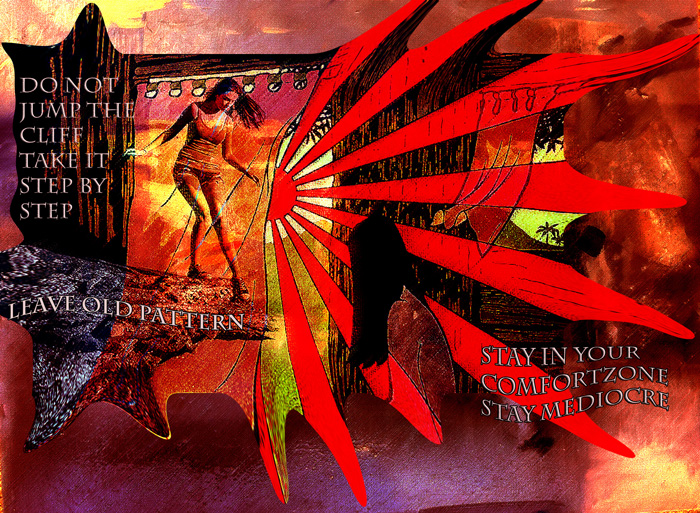 DO NOT
JUMP THE
CLIFF
TAKE IT
STEP BY
STEP
LEAVE OLD PATTERN
STAY IN YOUR
COMFORTZONE
STAY MEDIOCRE